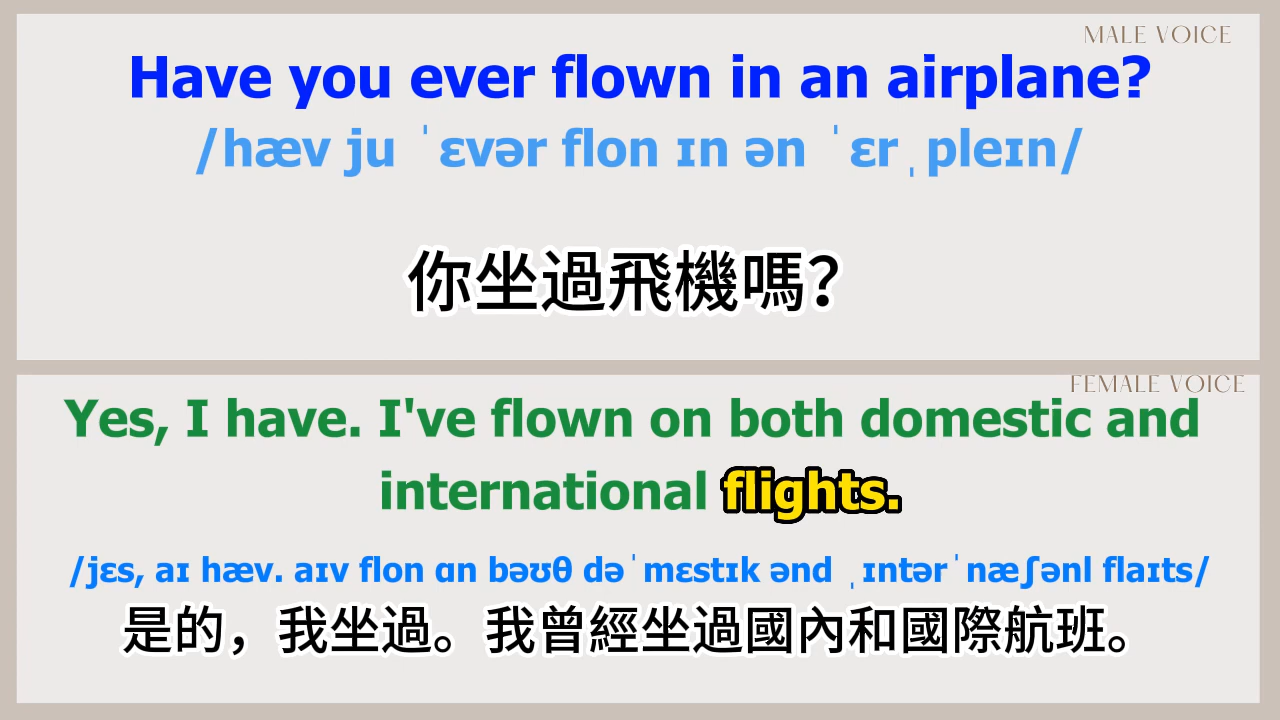 MALE VOICE
Have you ever flown in an airplane?
/hæv ju ˈɛvər flon ɪn ən ˈɛrˌpleɪn/
你坐過飛機嗎？
FEMALE VOICE
Yes, I have. I've flown on both domestic and
international flights.
/jɛs, aɪ hæv. aɪv flon ɑn bəʊθ dəˈmɛstɪk ənd ˌɪntərˈnæʃənl flaɪts/
是的，我坐過。我曾經坐過國內和國際航班。